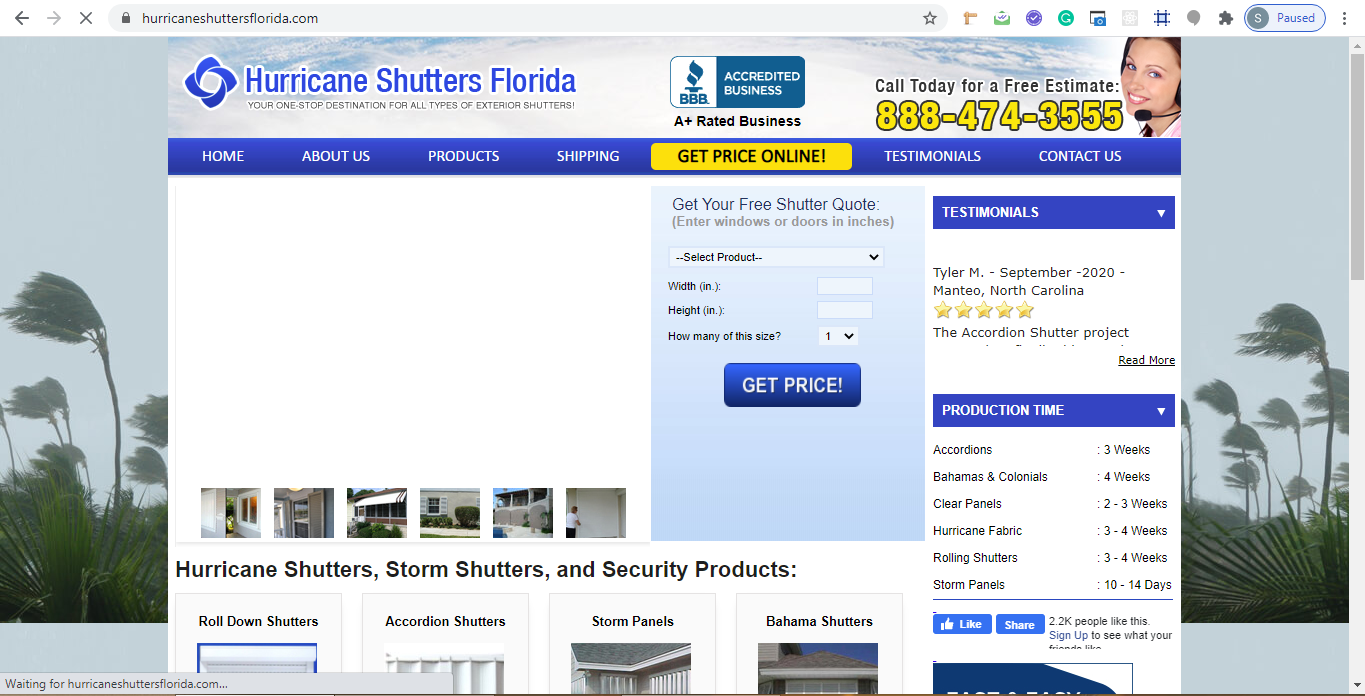 hurricaneshuttersflorida.com
S Paused
Hurricane Shutters Florida
YOUR ONE-STOP DESTINATION FOR ALL TYPES OF EXTERIOR SHUTTERS!
BBB.
ACCREDITED
BUSINESS
A+ Rated Business
Call Today for a Free Estimate:
888-474-3555
HOME ABOUT US PRODUCTS SHIPPING GET PRICE ONLINE! TESTIMONIALS CONTACT US
Get Your Free Shutter Quote:
(Enter windows or doors in inches)
--Select Product--
Width (in.):
Height (in.):
How many of this size? 1
GET PRICE!
TESTIMONIALS ▼
Tyler M. - September -2020 -
Manteo, North Carolina
The Accordion Shutter project
Read More
PRODUCTION TIME ▼
Accordions : 3 Weeks
Bahamas & Colonials : 4 Weeks
Clear Panels : 2 - 3 Weeks
Hurricane Fabric : 3 - 4 Weeks
Rolling Shutters : 3 - 4 Weeks
Storm Panels : 10 - 14 Days
Like Share 2.2K people like this.
Sign Up to see what your
friends like.
FAST & EASY
Hurricane Shutters, Storm Shutters, and Security Products:
Roll Down Shutters Accordion Shutters Storm Panels Bahama Shutters
Waiting for hurricaneshuttersflorida.com...